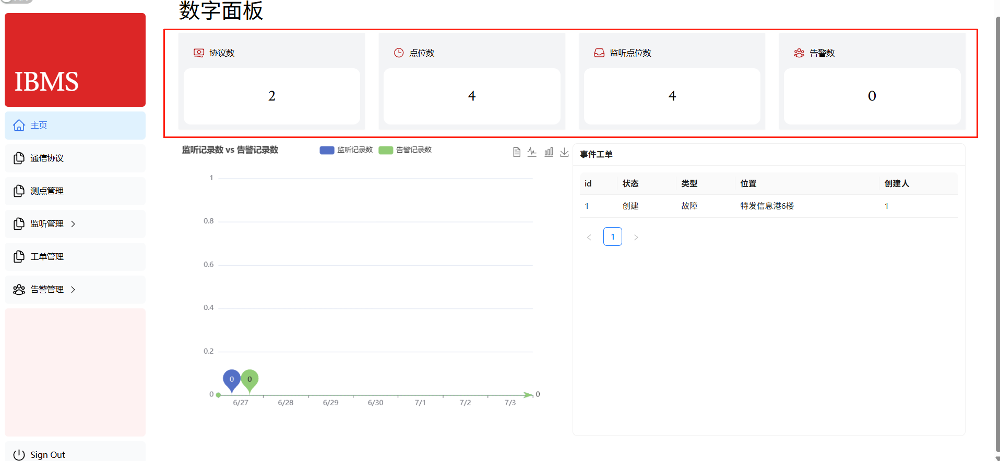 数字面板
IBMS
主页
通信协议
测点管理
监听管理
工单管理
告警管理
Sign Out
协议数
2
点位数
4
监听点位数
4
告警数
0
监听记录数 vs 告警记录数
监听记录数 告警记录数
1
0.8
0.6
0.4
0.2
0
0 0
0
6/27 6/28 6/29 6/30 7/1 7/2 7/3
事件工单
id 状态 类型 位置 创建人
1 创建 故障 特发信息港6楼 1
< 1 >